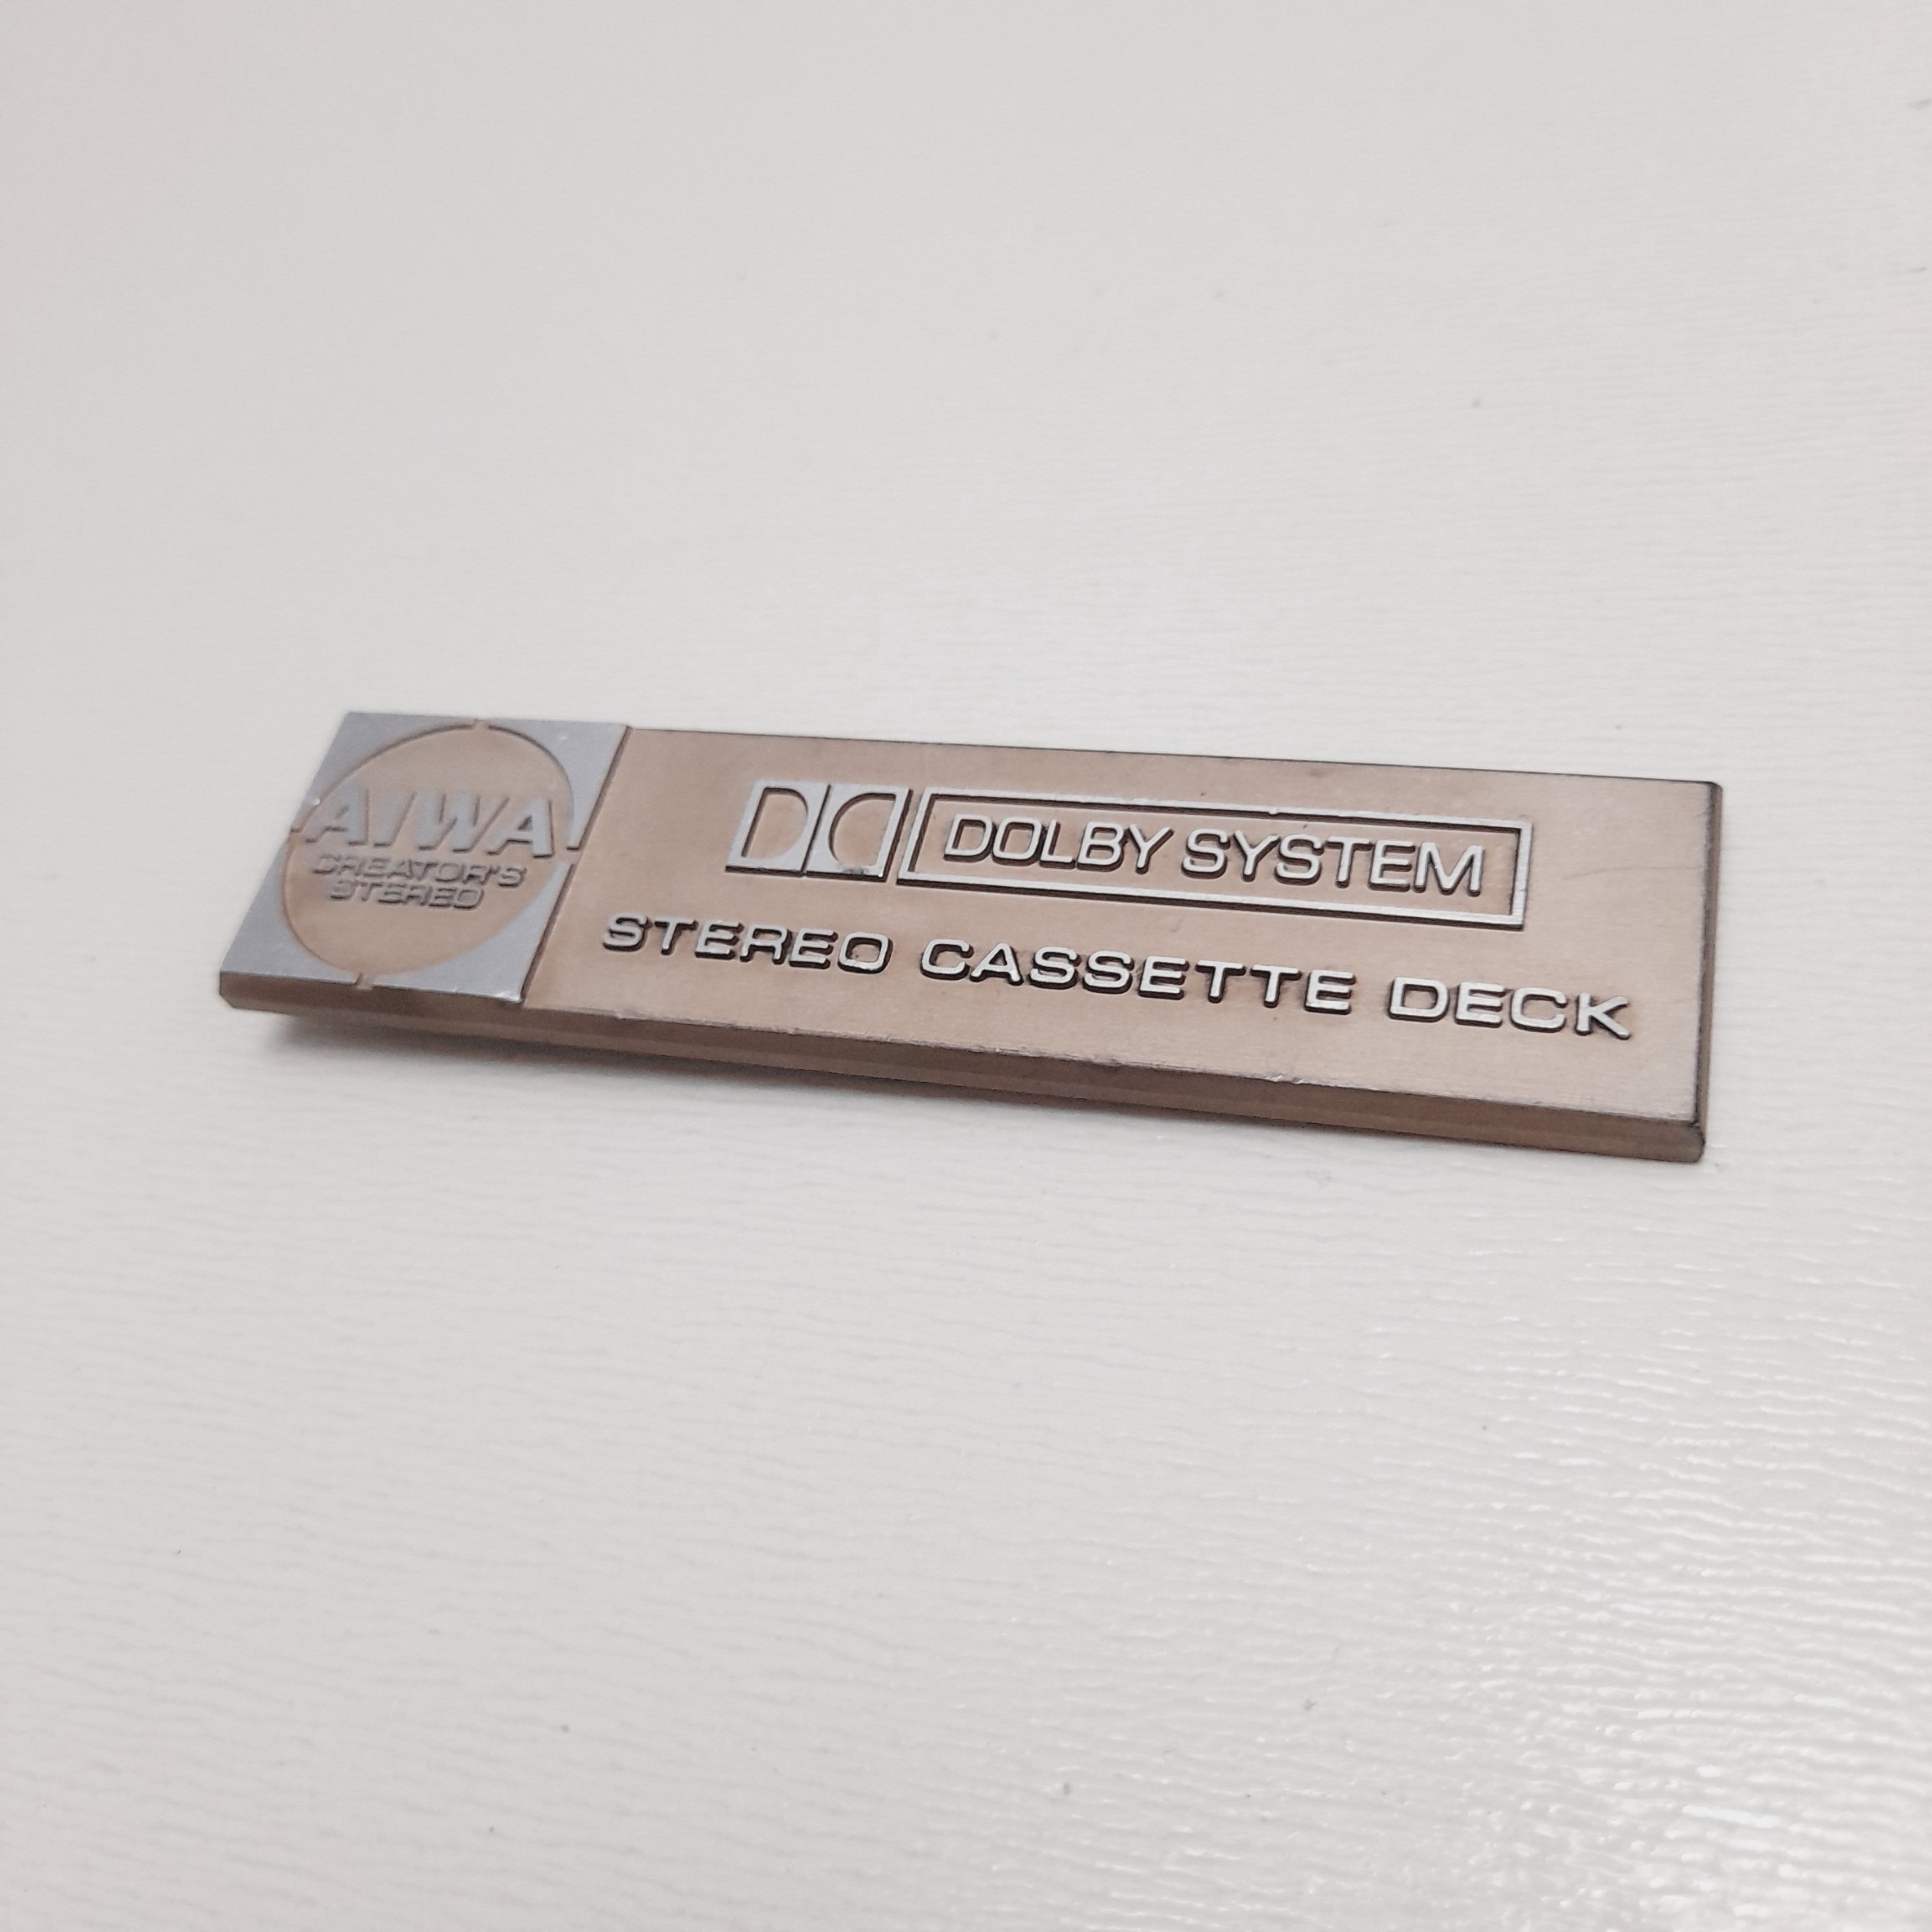 AIWA
CREATOR'S
STEREO
DOLBY SYSTEM
STEREO CASSETTE DECK